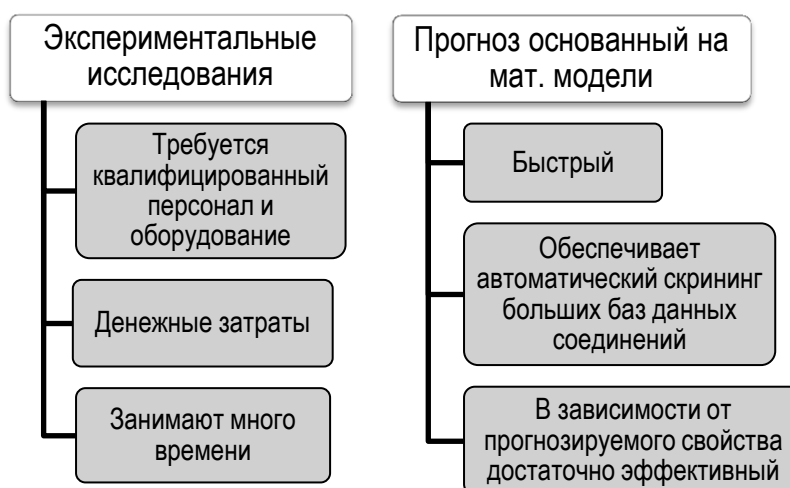 Экспериментальные
исследования
Требуется
квалифицированный
персонал и
оборудование
Денежные затраты
Занимают много
времени
Прогноз основанный на
мат. модели
Быстрый
Обеспечивает
автоматический скрининг
больших баз данных
соединений
В зависимости от
прогнозируемого свойства
достаточно эффективный